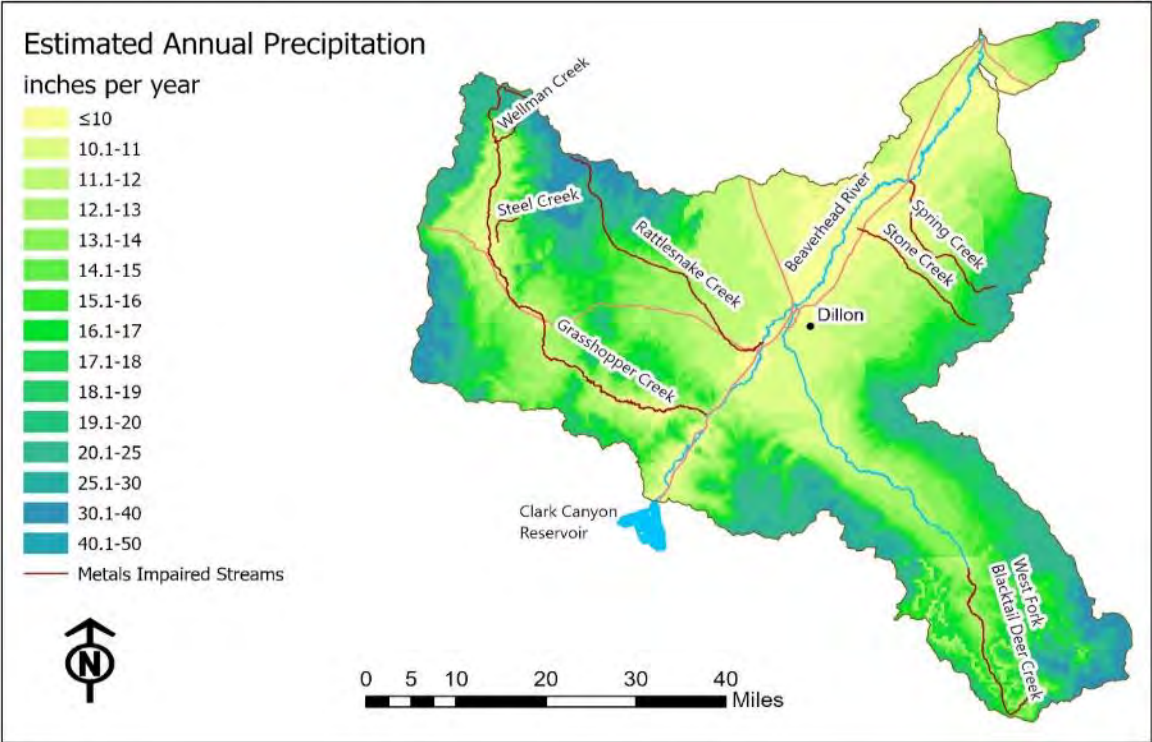 Estimated Annual Precipitation
inches per year
≤10
10.1-11
11.1-12
12.1-13
13.1-14
14.1-15
15.1-16
16.1-17
17.1-18
18.1-19
19.1-20
20.1-25
25.1-30
30.1-40
40.1-50
Metals Impaired Streams
N
0 5 10 20 30 40
Miles
Wellman Creek
Steel Creek
Rattlesnake Creek
Grasshopper Creek
Beaverhead River
Spring Creek
Stone Creek
Dillon
Clark Canyon
Reservoir
West Fork
Blacktail Deer Creek